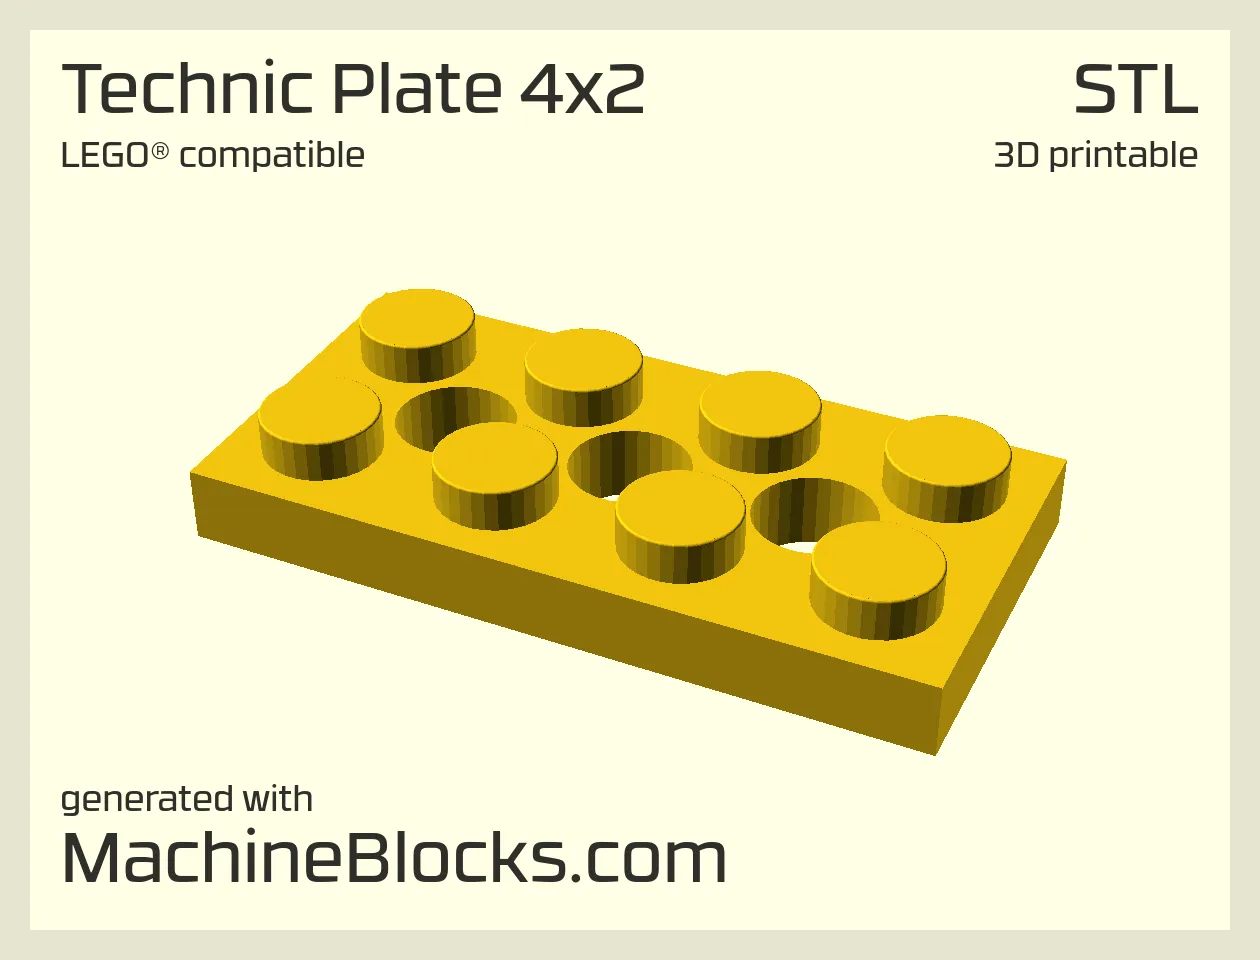 Technic Plate 4x2
LEGO® compatible
STL
3D printable
generated with
MachineBlocks.com